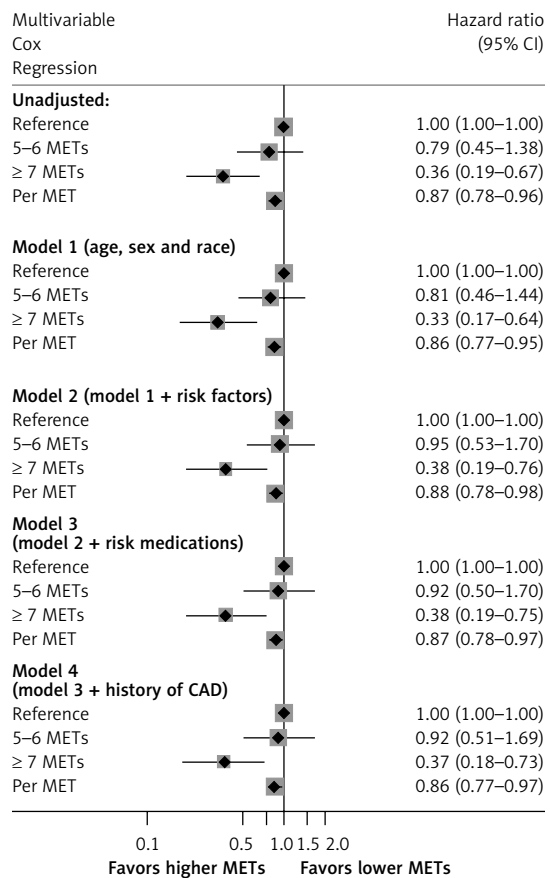 Multivariable Hazard ratio
Cox (95% CI)
Regression
Unadjusted:
Reference 1.00 (1.00–1.00)
5–6 METs 0.79 (0.45–1.38)
≥ 7 METs 0.36 (0.19–0.67)
Per MET 0.87 (0.78–0.96)
Model 1 (age, sex and race)
Reference 1.00 (1.00–1.00)
5–6 METs 0.81 (0.46–1.44)
≥ 7 METs 0.33 (0.17–0.64)
Per MET 0.86 (0.77–0.95)
Model 2 (model 1 + risk factors)
Reference 1.00 (1.00–1.00)
5–6 METs 0.95 (0.53–1.70)
≥ 7 METs 0.38 (0.19–0.76)
Per MET 0.88 (0.78–0.98)
Model 3
(model 2 + risk medications)
Reference 1.00 (1.00–1.00)
5–6 METs 0.92 (0.50–1.70)
≥ 7 METs 0.38 (0.19–0.75)
Per MET 0.87 (0.78–0.97)
Model 4
(model 3 + history of CAD)
Reference 1.00 (1.00–1.00)
5–6 METs 0.92 (0.51–1.69)
≥ 7 METs 0.37 (0.18–0.73)
Per MET 0.86 (0.77–0.97)
0.1 0.5 1.0 1.5 2.0
Favors higher METs Favors lower METs